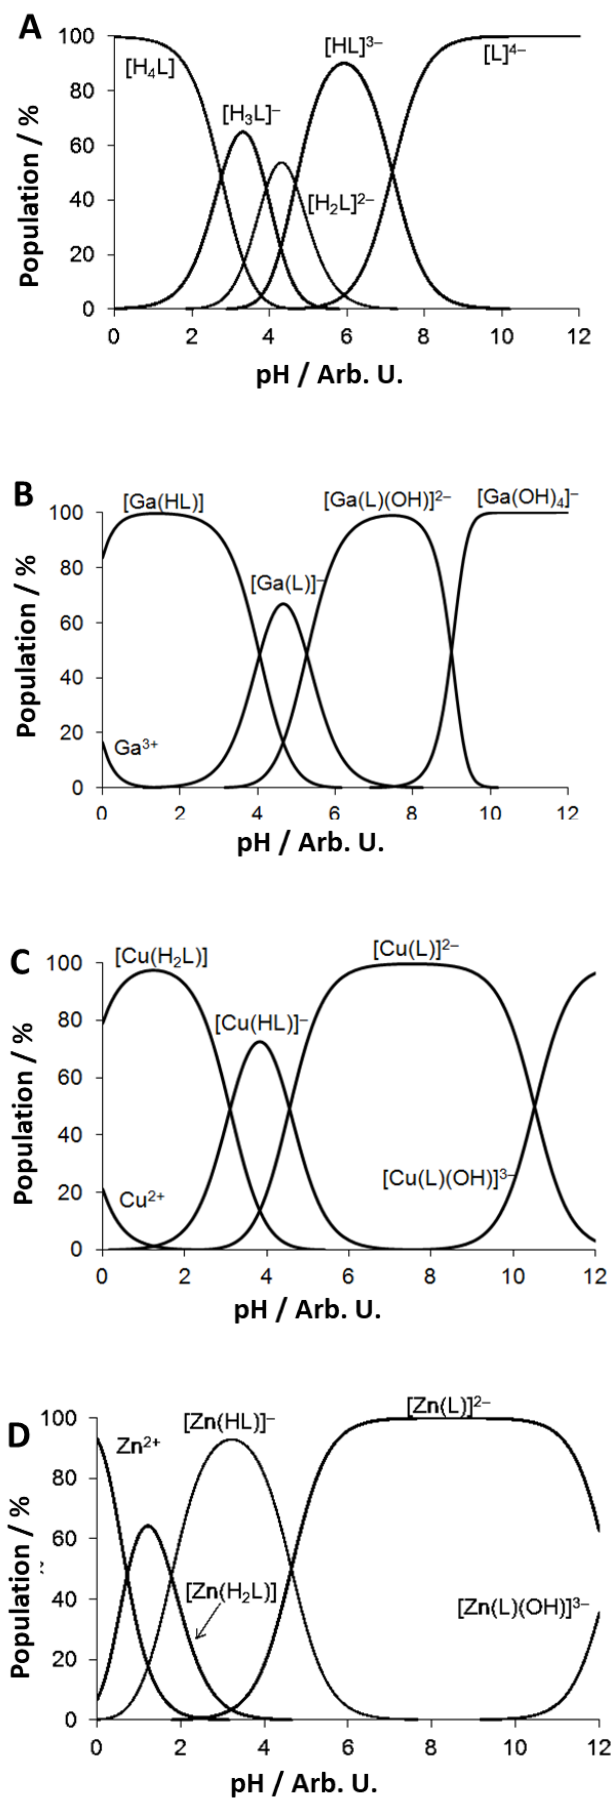 A
[H₄L]
[H₃L]⁻
[H₂L]²⁻
[HL]³⁻
[L]⁴⁻
Population / %
100
80
60
40
20
0
0 2 4 6 8 10 12
pH / Arb. U.
B
[Ga(HL)]
[Ga(L)]⁻
[Ga(L)(OH)]²⁻
[Ga(OH)₄]⁻
Ga³⁺
Population / %
100
80
60
40
20
0
0 2 4 6 8 10 12
pH / Arb. U.
C
[Cu(H₂L)]
[Cu(HL)]⁻
[Cu(L)]²⁻
[Cu(L)(OH)]³⁻
Cu²⁺
Population / %
100
80
60
40
20
0
0 2 4 6 8 10 12
pH / Arb. U.
D
Zn²⁺
[Zn(HL)]⁻
[Zn(L)]²⁻
[Zn(H₂L)]
[Zn(L)(OH)]³⁻
Population / %
100
80
60
40
20
0
0 2 4 6 8 10 12
pH / Arb. U.